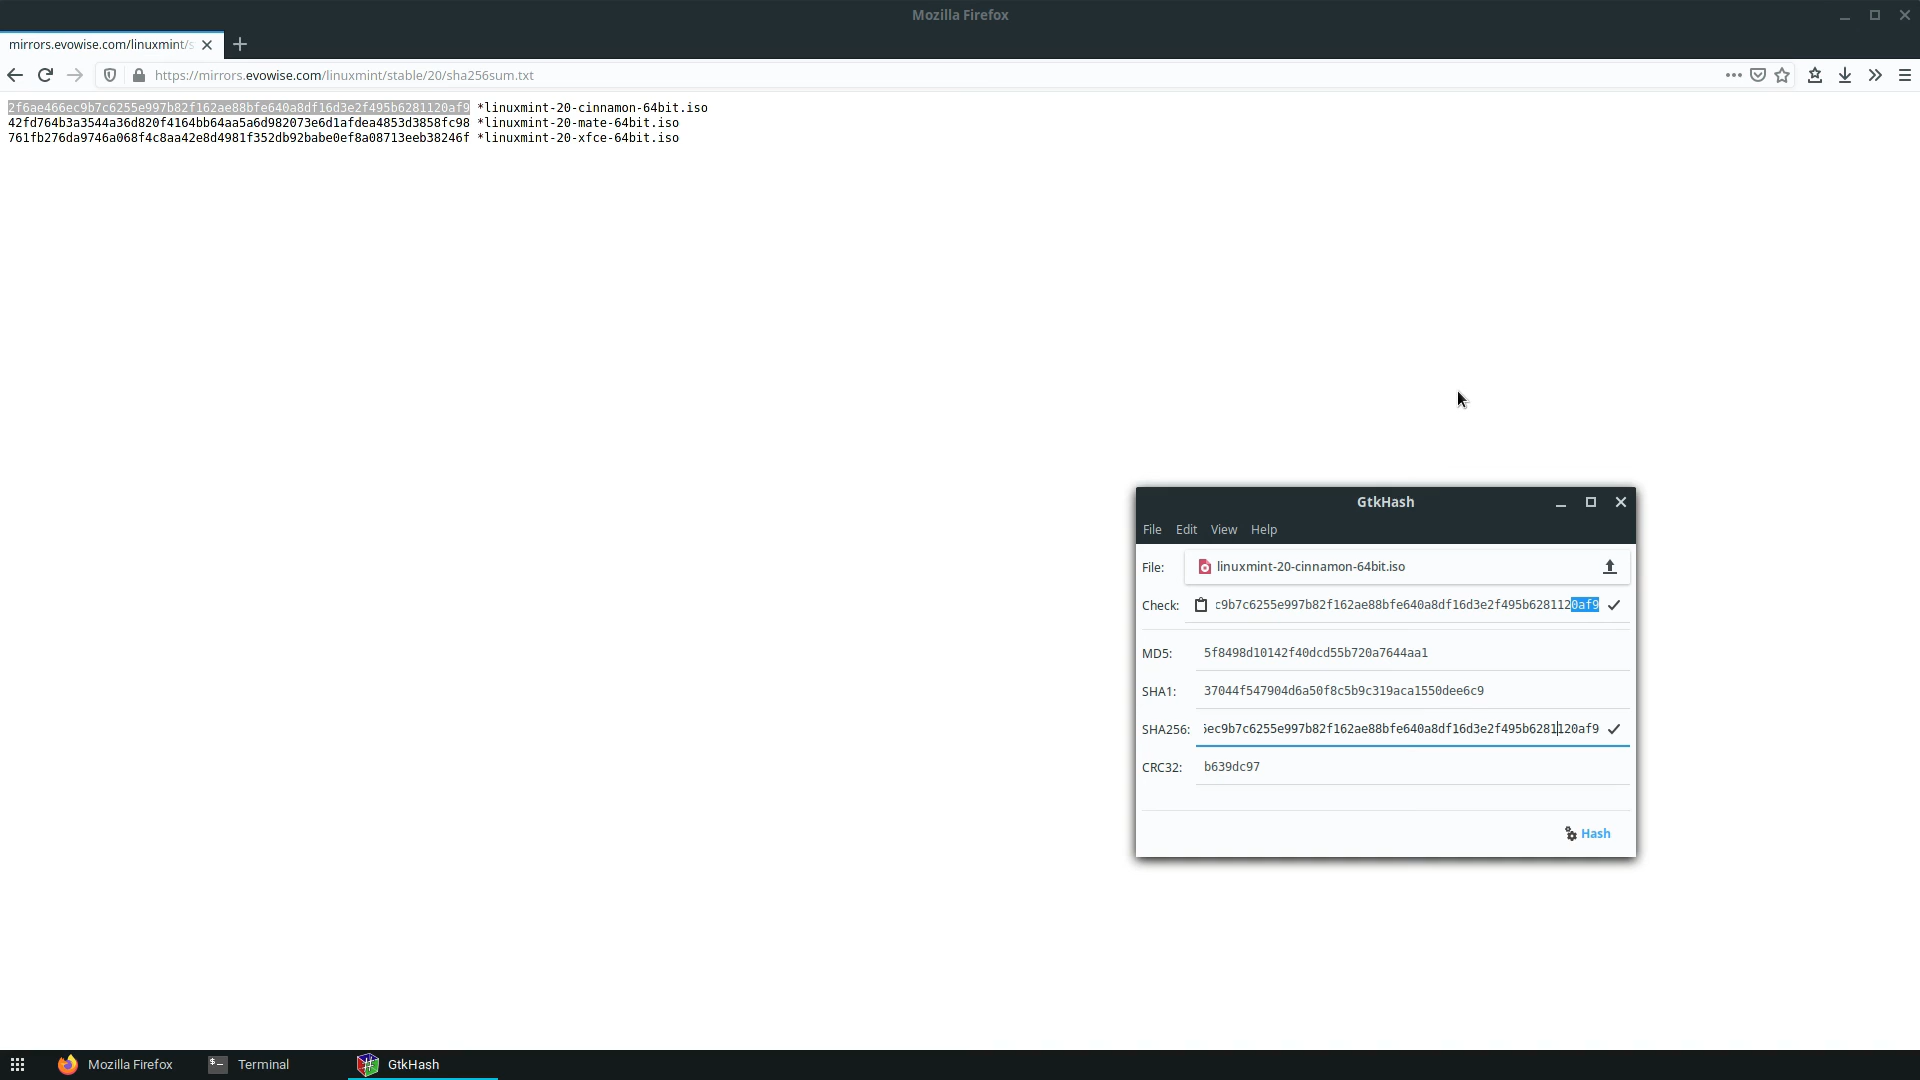 Mozilla Firefox
mirrors.evowise.com/linuxmint/s
https://mirrors.evowise.com/linuxmint/stable/20/sha256sum.txt
2f6ae466ec9b7c6255e997b82f162ae88bfe640a8df16d3e2f495b6281120af9 *linuxmint-20-cinnamon-64bit.iso
42fd764b3a3544a36d820f4164bb64aa5a6d982073e6d1afdea4853d3858fc98 *linuxmint-20-mate-64bit.iso
761fb276da9746a068f4c8aa42e8d4981f352db92babe0ef8a08713eeb38246f *linuxmint-20-xfce-64bit.iso
GtkHash
File Edit View Help
File: linuxmint-20-cinnamon-64bit.iso
Check: c9b7c6255e997b82f162ae88bfe640a8df16d3e2f495b6281120af9
MD5: 5f8498d10142f40dcd55b720a7644aa1
SHA1: 37044f547904d6a50f8c5b9c319aca1550dee6c9
SHA256: 6ec9b7c6255e997b82f162ae88bfe640a8df16d3e2f495b6281120af9
CRC32: b639dc97
Hash
Mozilla Firefox Terminal GtkHash